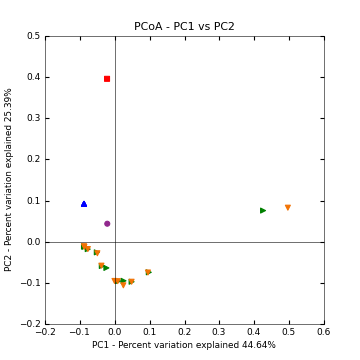 PCoA - PC1 vs PC2
0.5
0.4
0.3
0.2
0.1
0.0
−0.1
−0.2
−0.2 −0.1 0.0 0.1 0.2 0.3 0.4 0.5 0.6
PC2 - Percent variation explained 25.39%
PC1 - Percent variation explained 44.64%